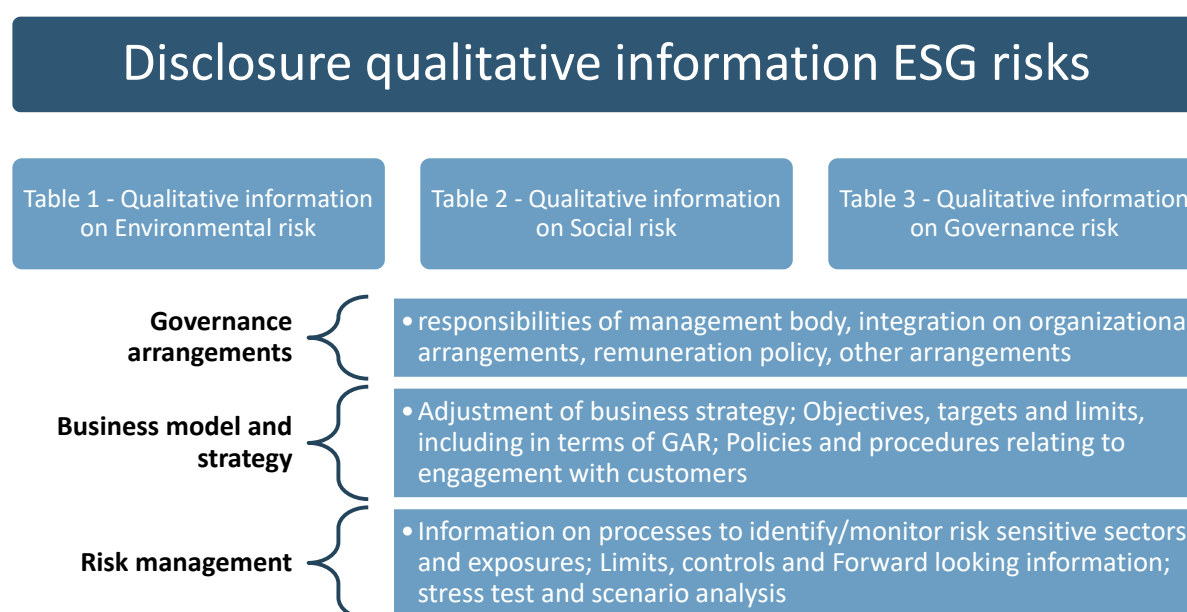 Disclosure qualitative information ESG risks
Table 1 - Qualitative information
on Environmental risk
Table 2 - Qualitative information
on Social risk
Table 3 - Qualitative information
on Governance risk
Governance
arrangements
• responsibilities of management body, integration on organizationa
arrangements, remuneration policy, other arrangements
Business model and
strategy
• Adjustment of business strategy; Objectives, targets and limits,
including in terms of GAR; Policies and procedures relating to
engagement with customers
Risk management
• Information on processes to identify/monitor risk sensitive sectors
and exposures; Limits, controls and Forward looking information;
stress test and scenario analysis